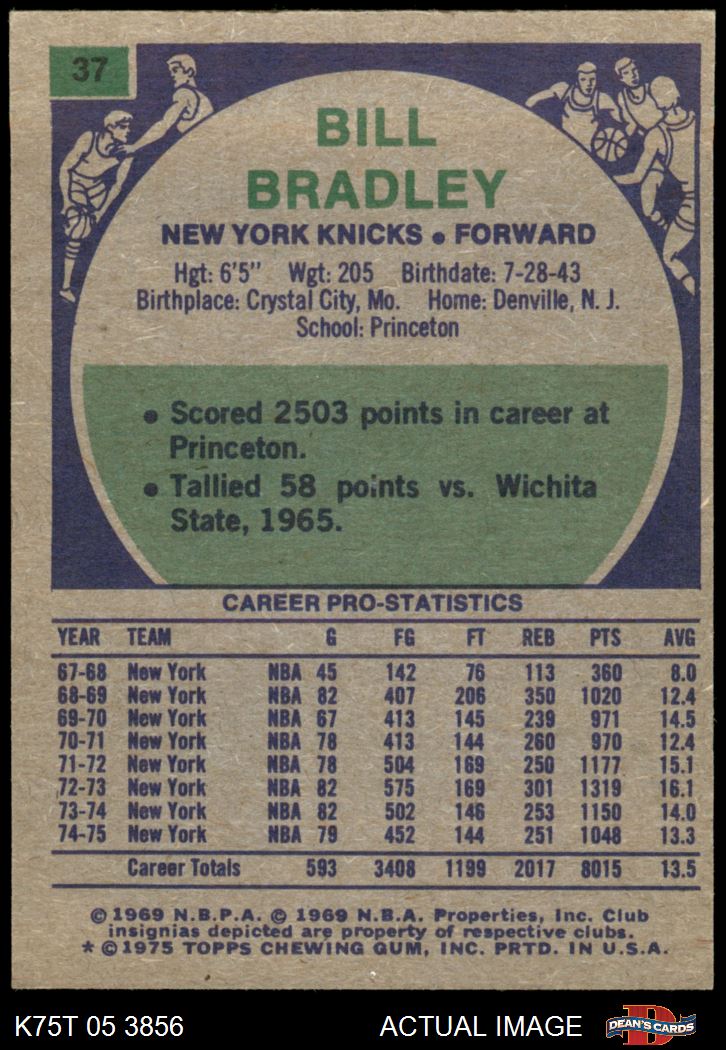 37
BILL
BRADLEY
NEW YORK KNICKS • FORWARD
Hgt: 6'5" Wgt: 205 Birthdate: 7-28-43
Birthplace: Crystal City, Mo. Home: Denville, N. J.
School: Princeton
• Scored 2503 points in career at
Princeton.
• Tallied 58 points vs. Wichita
State, 1965.
CAREER PRO-STATISTICS
YEAR TEAM G FG FT REB PTS AVG
67-68 New York NBA 45 142 76 113 360 8.0
68-69 New York NBA 82 407 206 350 1020 12.4
69-70 New York NBA 67 413 145 239 971 14.5
70-71 New York NBA 78 413 144 260 970 12.4
71-72 New York NBA 78 504 169 250 1177 15.1
72-73 New York NBA 82 575 169 301 1319 16.1
73-74 New York NBA 82 502 146 253 1150 14.0
74-75 New York NBA 79 452 144 251 1048 13.3
Career Totals 593 3408 1199 2017 8015 13.5
© 1969 N.B.P.A. © 1969 N.B.A. Properties, Inc. Club
insignias depicted are property of respective clubs.
* © 1975 TOPPS CHEWING GUM, INC. PRTD. IN U.S.A.
K75T 05 3856 ACTUAL IMAGE D DEAN'S CARDS